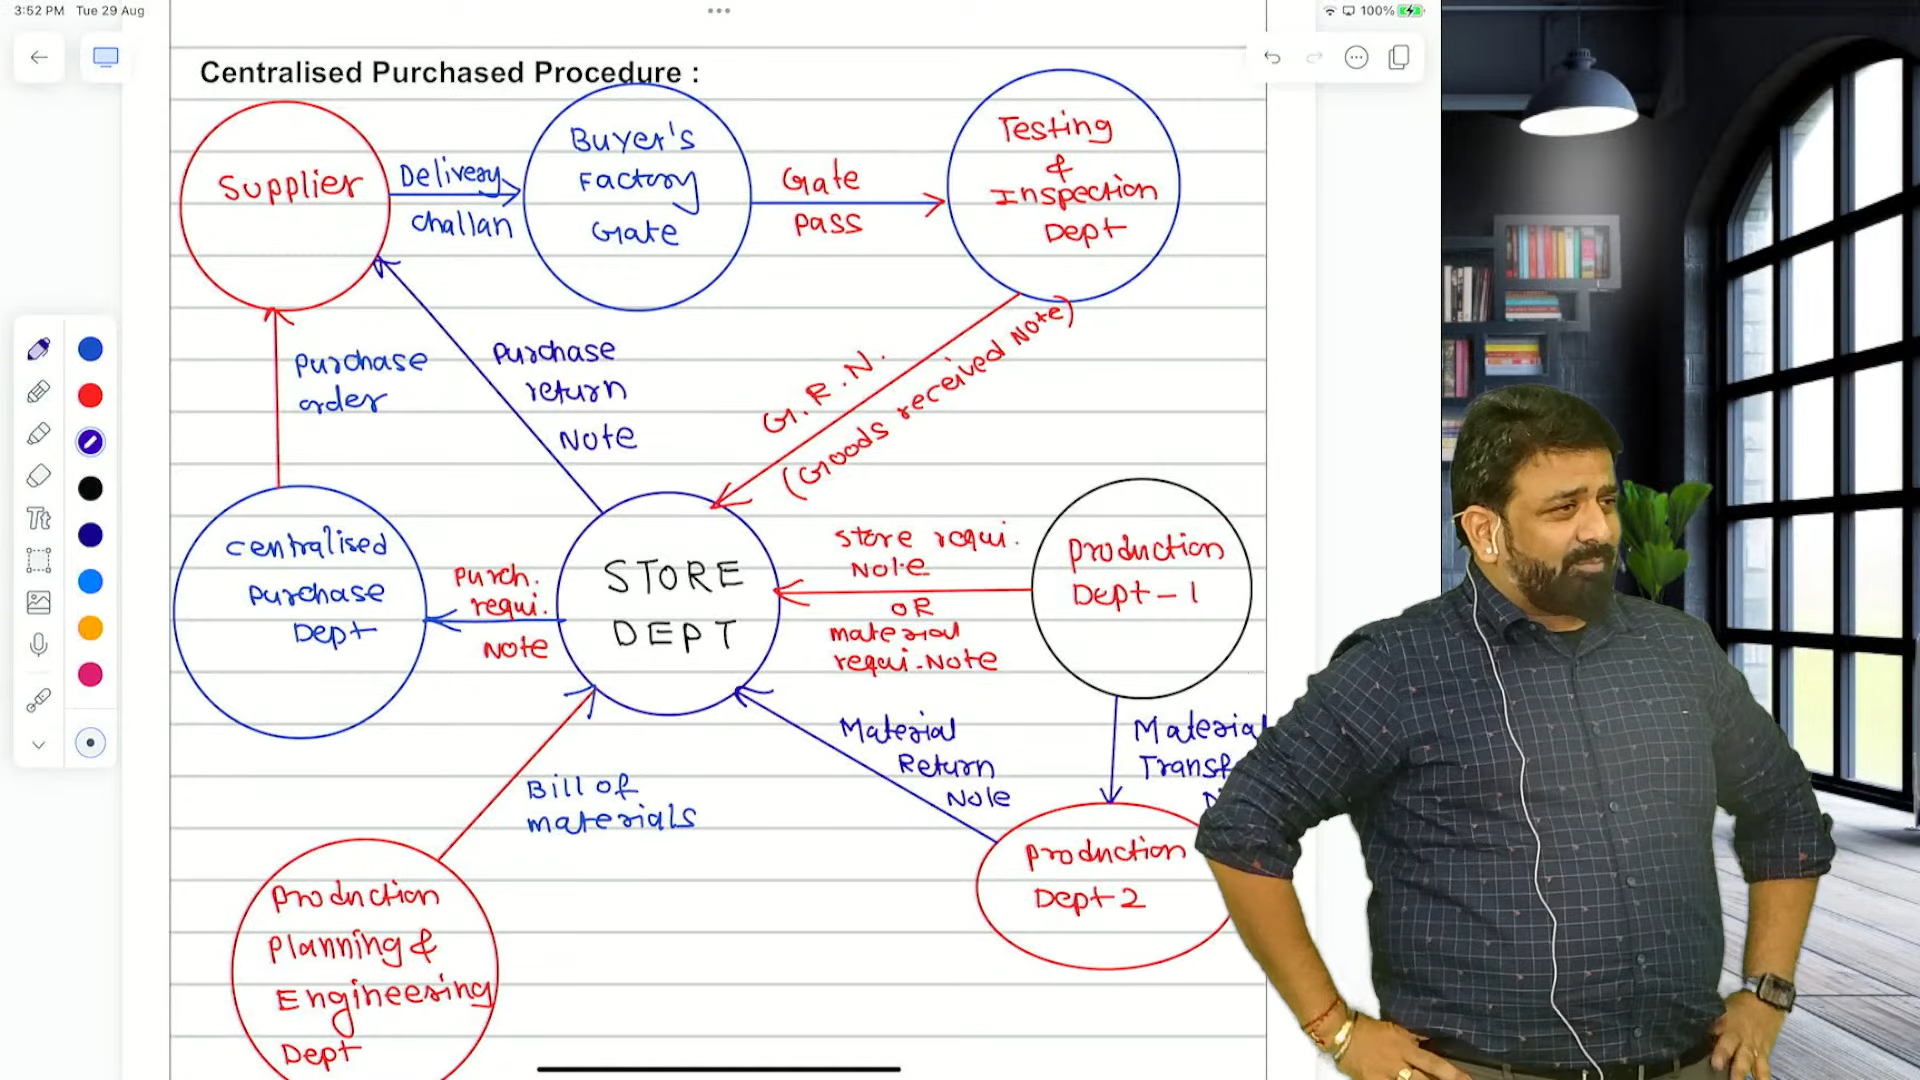 3:52 PM Tue 29 Aug
100%
Centralised Purchased Procedure :
Supplier
Delivery
challan
Buyer's
Factory
Gate
Gate
pass
Testing
&
Inspection
Dept
Purchase
order
Purchase
return
Note
G.R.N.
(Goods received Note)
centralised
purchase
Dept
purch.
requi.
Note
STORE
DEPT
store requi.
Note
OR
material
requi.Note
production
Dept-1
Material
Return
Note
Material
Bill of
materials
production
Dept 2
Production
Planning &
Engineering
Dept
Tt